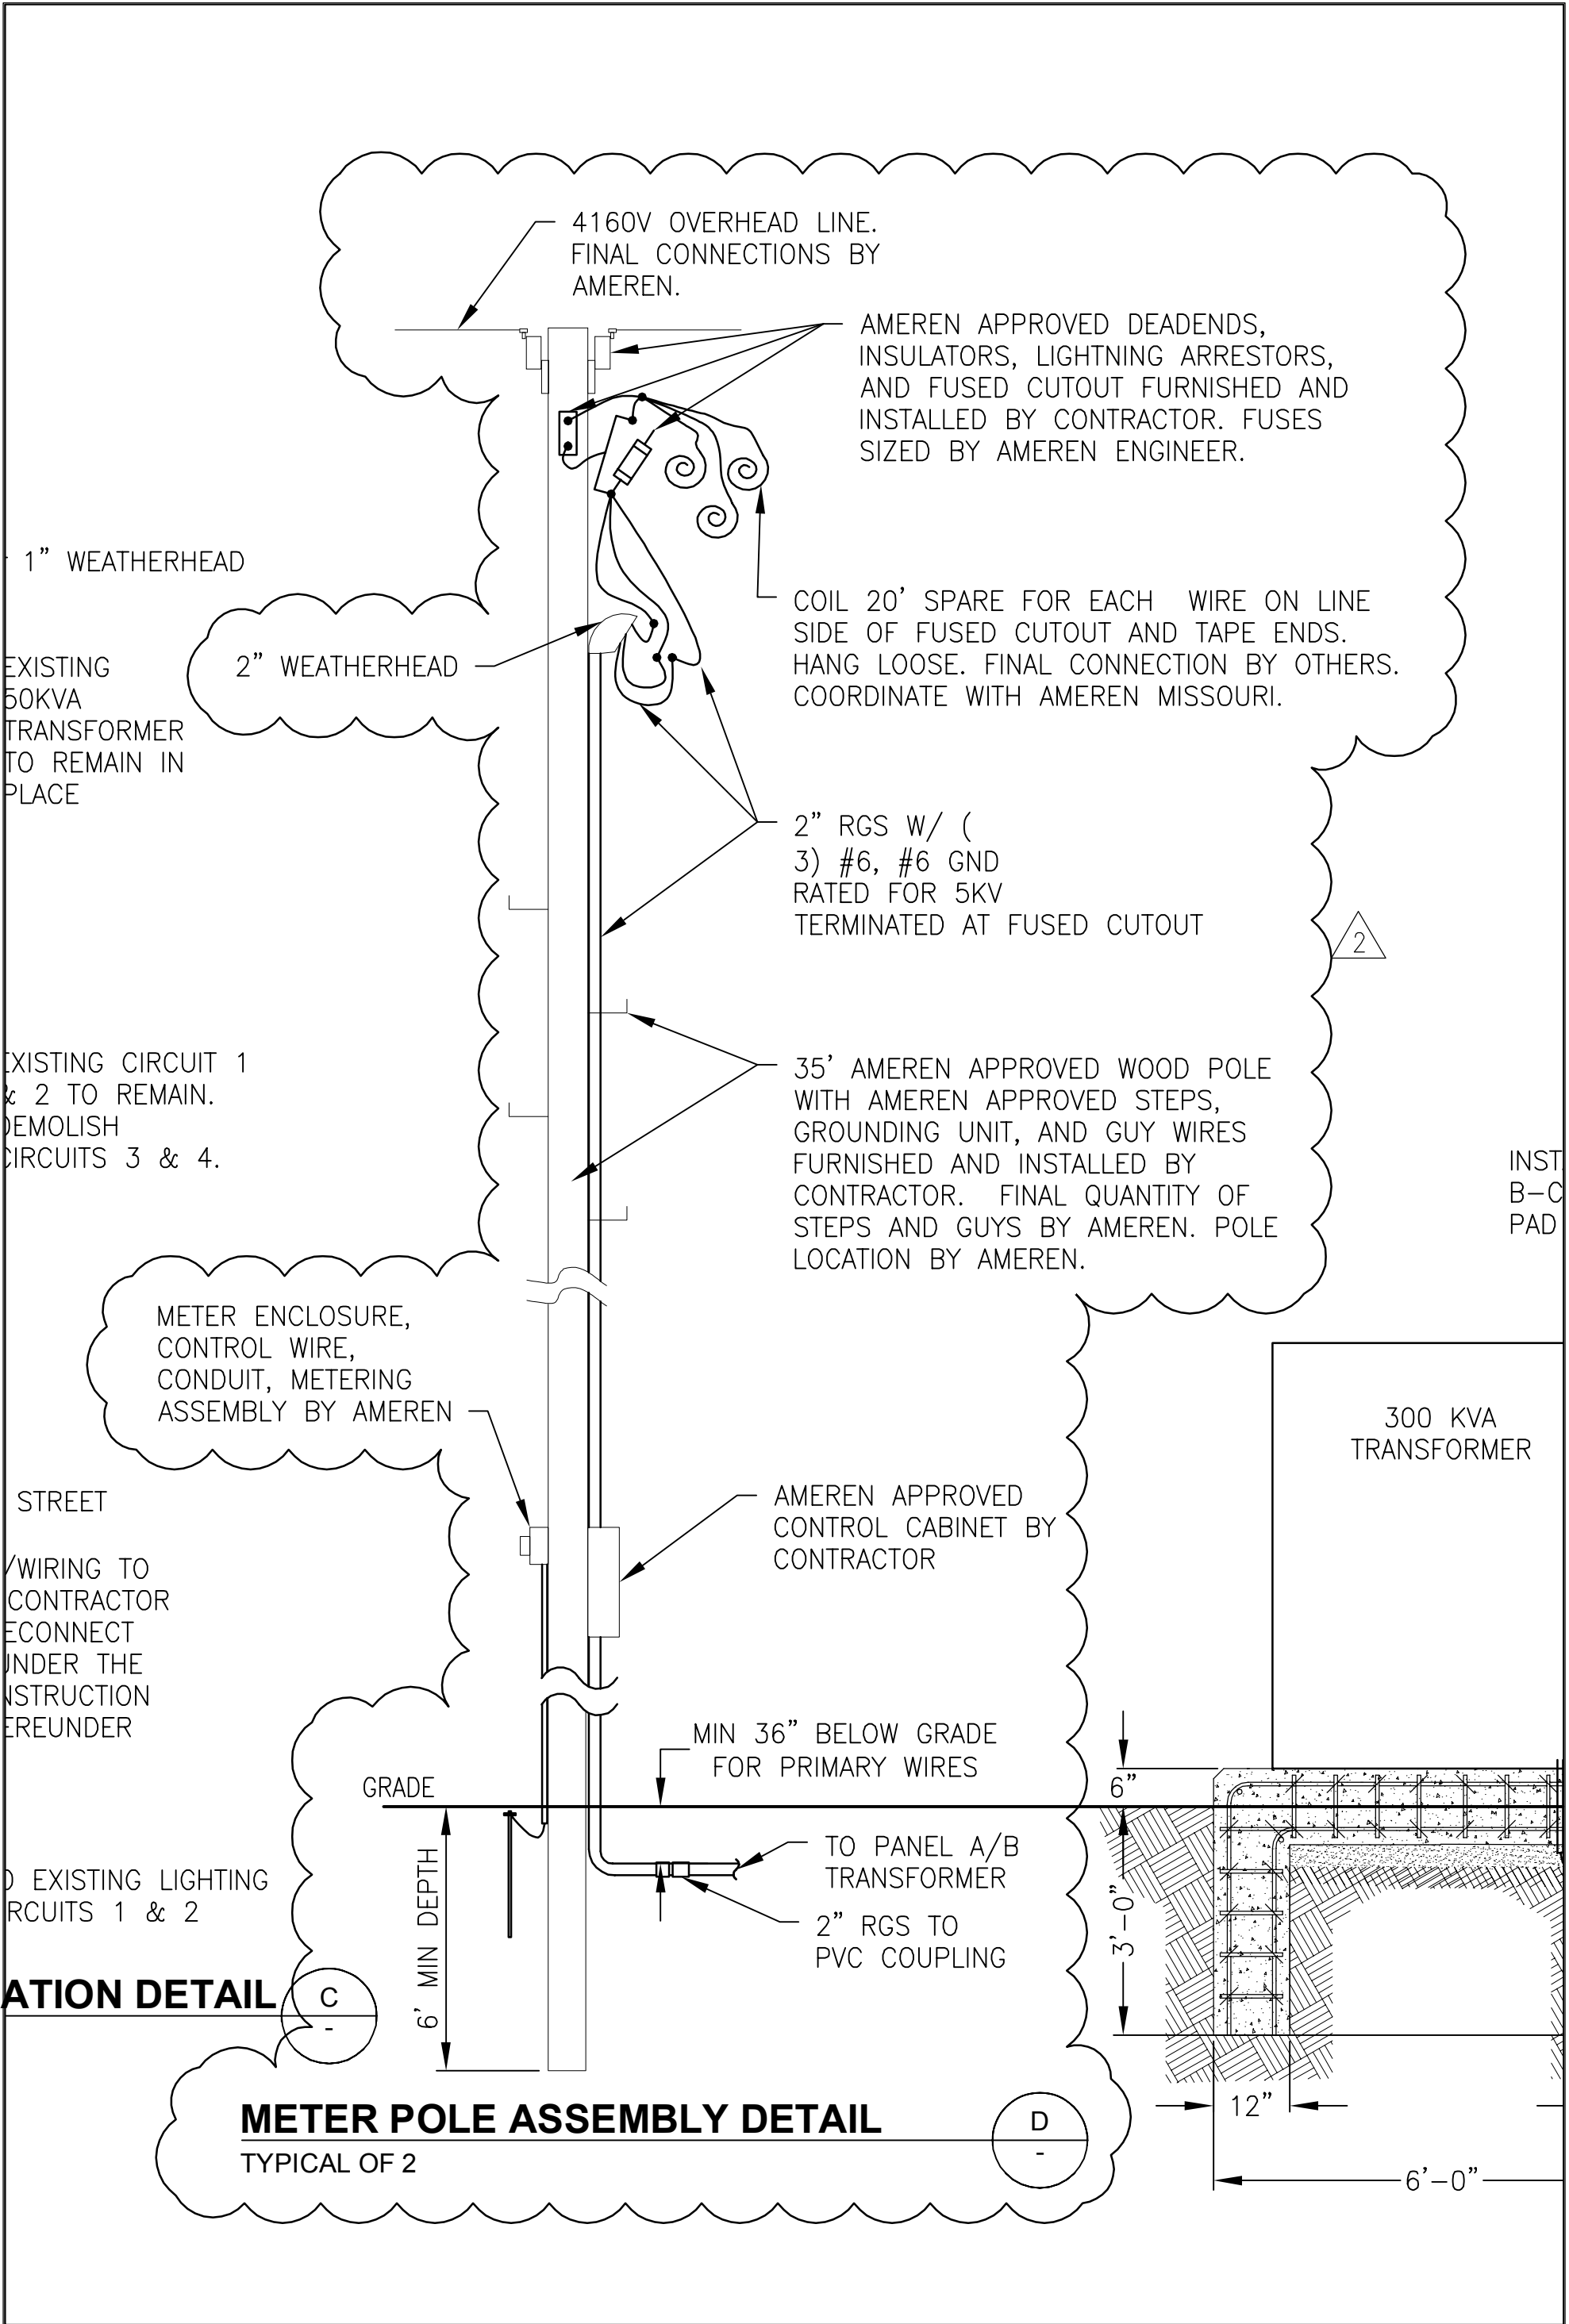 4160V OVERHEAD LINE.
FINAL CONNECTIONS BY
AMEREN.
AMEREN APPROVED DEADENDS,
INSULATORS, LIGHTNING ARRESTORS,
AND FUSED CUTOUT FURNISHED AND
INSTALLED BY CONTRACTOR. FUSES
SIZED BY AMEREN ENGINEER.
1" WEATHERHEAD
COIL 20' SPARE FOR EACH WIRE ON LINE
SIDE OF FUSED CUTOUT AND TAPE ENDS.
HANG LOOSE. FINAL CONNECTION BY OTHERS.
COORDINATE WITH AMEREN MISSOURI.
2" WEATHERHEAD
EXISTING
50KVA
TRANSFORMER
TO REMAIN IN
PLACE
2" RGS W/ (
3) #6, #6 GND
RATED FOR 5KV
TERMINATED AT FUSED CUTOUT
2
EXISTING CIRCUIT 1
& 2 TO REMAIN.
DEMOLISH
CIRCUITS 3 & 4.
35' AMEREN APPROVED WOOD POLE
WITH AMEREN APPROVED STEPS,
GROUNDING UNIT, AND GUY WIRES
FURNISHED AND INSTALLED BY
CONTRACTOR. FINAL QUANTITY OF
STEPS AND GUYS BY AMEREN. POLE
LOCATION BY AMEREN.
INST
B-C
PAD
METER ENCLOSURE,
CONTROL WIRE,
CONDUIT, METERING
ASSEMBLY BY AMEREN
300 KVA
TRANSFORMER
STREET
/WIRING TO
CONTRACTOR
ECONNECT
UNDER THE
NSTRUCTION
EREUNDER
AMEREN APPROVED
CONTROL CABINET BY
CONTRACTOR
MIN 36" BELOW GRADE
FOR PRIMARY WIRES
GRADE
6"
TO PANEL A/B
TRANSFORMER
2" RGS TO
PVC COUPLING
6' MIN DEPTH
3'-0"
EXISTING LIGHTING
RCUITS 1 & 2
ATION DETAIL
C
-
12"
6'-0"
METER POLE ASSEMBLY DETAIL
TYPICAL OF 2
D
-